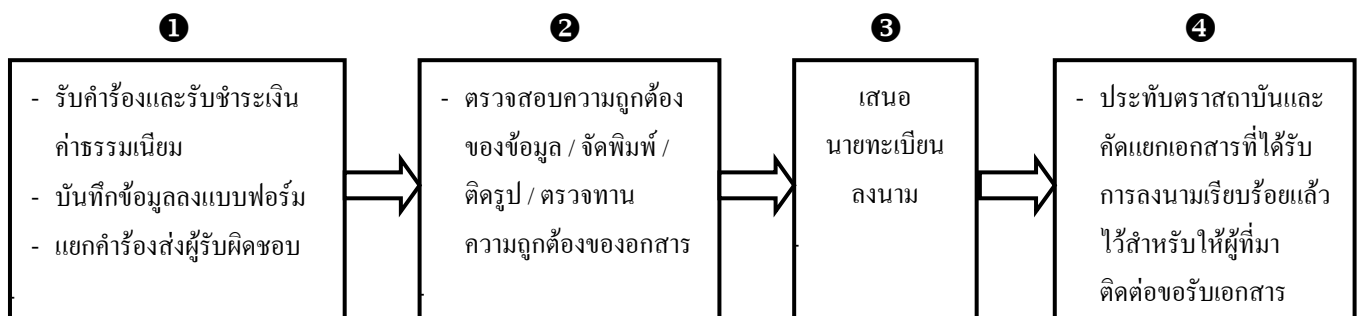 ❶
- รับคำร้องและรับชำระเงิน
ค่าธรรมเนียม
- บันทึกข้อมูลลงแบบฟอร์ม
- แยกคำร้องส่งผู้รับผิดชอบ
-
❷
- ตรวจสอบความถูกต้อง
ของข้อมูล / จัดพิมพ์ /
ติดรูป / ตรวจทาน
ความถูกต้องของอกสาร
-
❸
เสนอ
นายทะเบียน
ลงนาม
-
❹
- ประทับตราสถาบันและ
คัดแยกเอกสารที่ได้รับ
การลงนามเรียบร้อยแล้ว
ไว้สำหรับให้ผู้ที่มา
ติดต่อขอรับเอกสาร